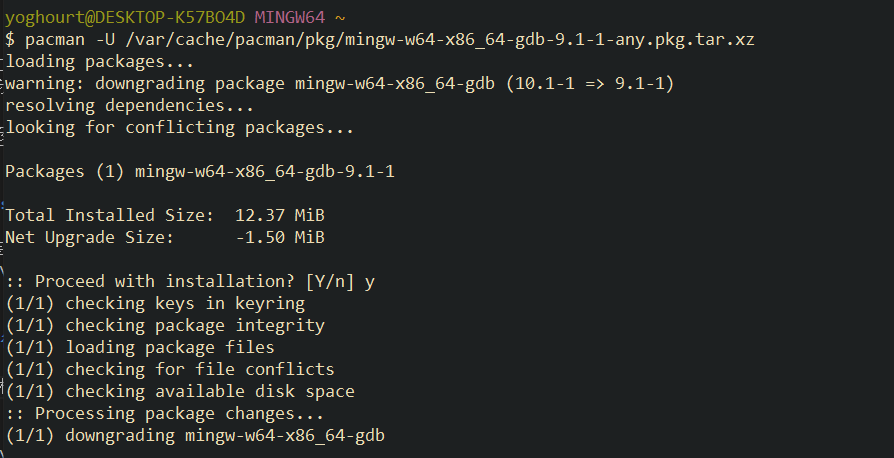 yoghourt@DESKTOP-K57BO4D MINGW64 ~
$ pacman -U /var/cache/pacman/pkg/mingw-w64-x86_64-gdb-9.1-1-any.pkg.tar.xz
loading packages...
warning: downgrading package mingw-w64-x86_64-gdb (10.1-1 => 9.1-1)
resolving dependencies...
looking for conflicting packages...
Packages (1) mingw-w64-x86_64-gdb-9.1-1
Total Installed Size:  12.37 MiB
Net Upgrade Size:      -1.50 MiB
:: Proceed with installation? [Y/n] y
(1/1) checking keys in keyring
(1/1) checking package integrity
(1/1) loading package files
(1/1) checking for file conflicts
(1/1) checking available disk space
:: Processing package changes...
(1/1) downgrading mingw-w64-x86_64-gdb